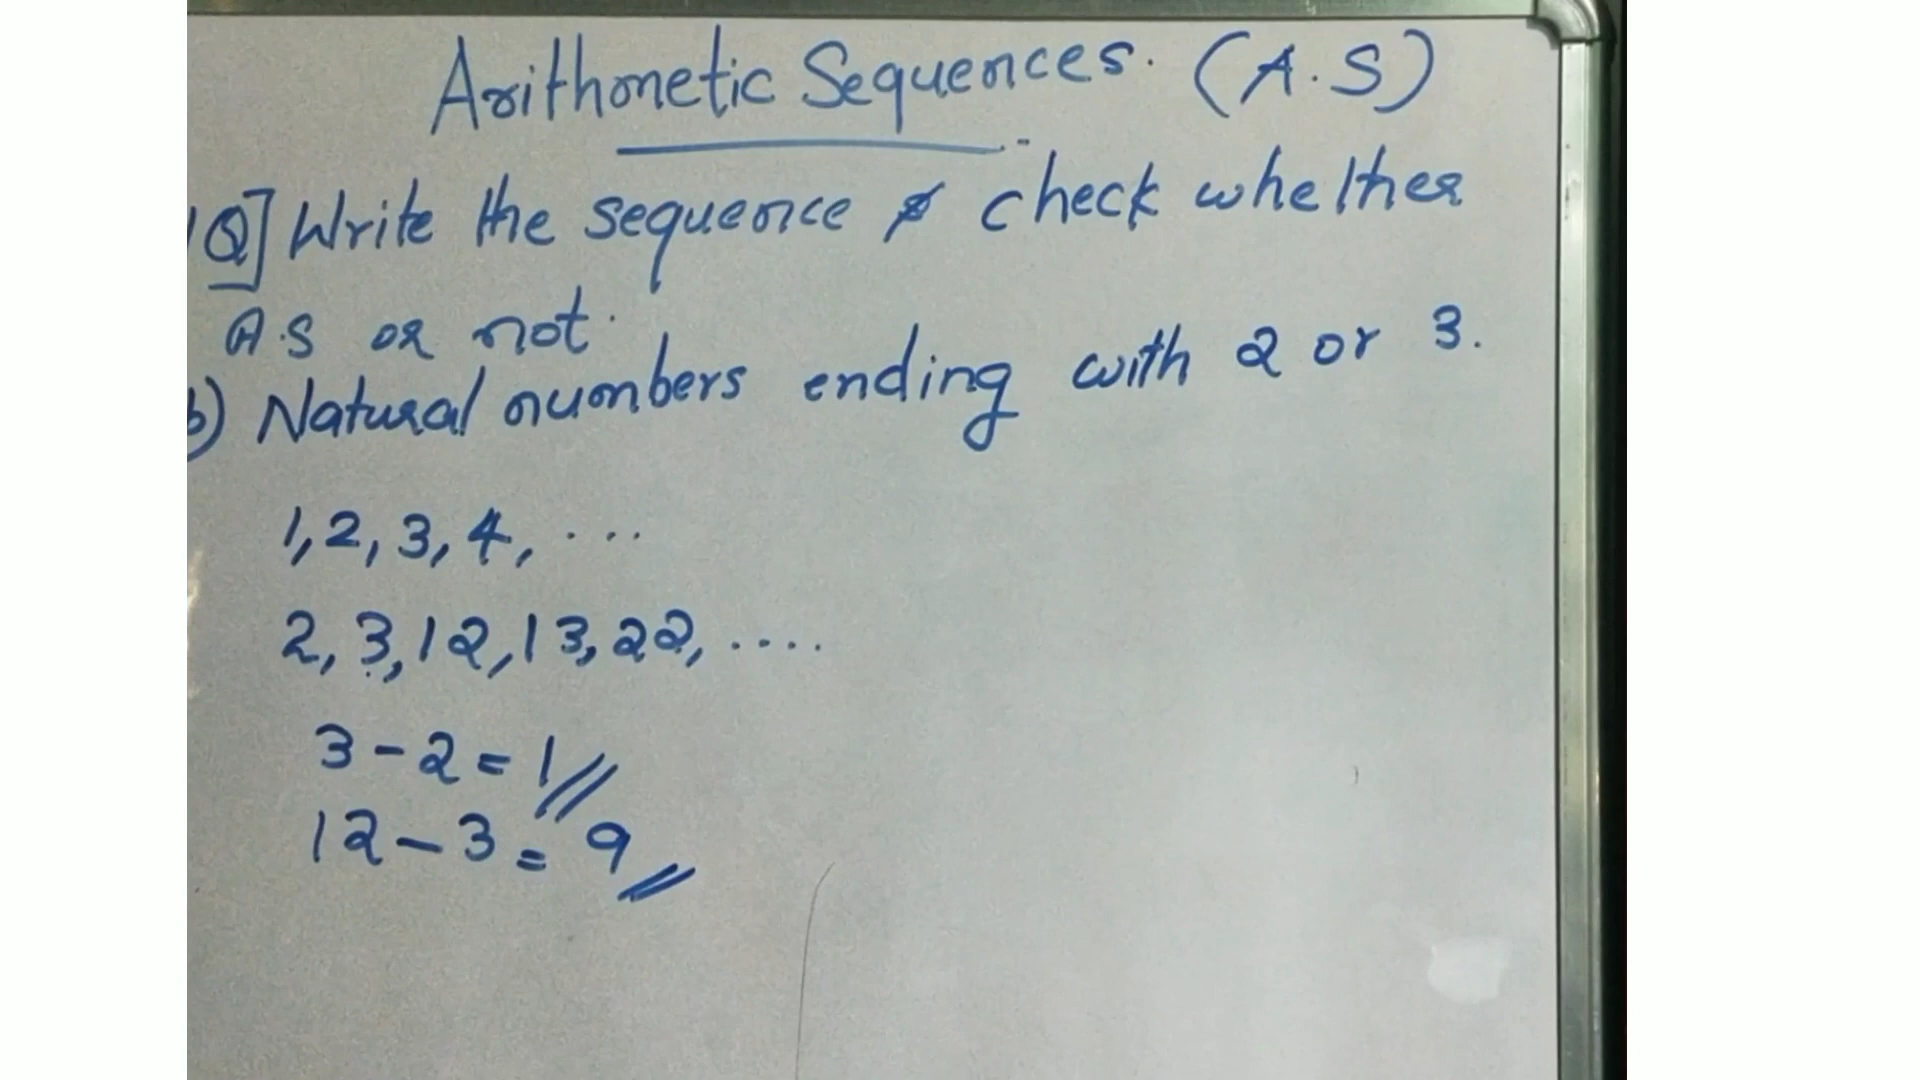 Arithmetic Sequences. (A.S)
Q] Write the sequence & check whether
A.S or not.
b) Natural numbers ending with 2 or 3.
1, 2, 3, 4, ...
2, 3, 12, 13, 22, ....
3 - 2 = 1//
12 - 3 = 9//